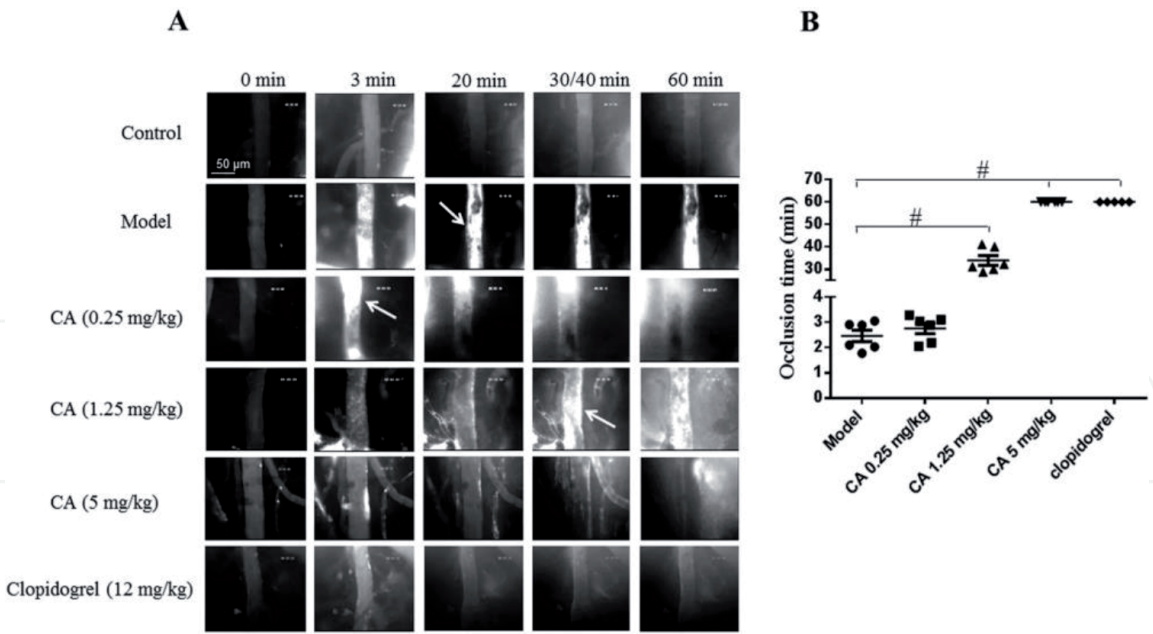 A
0 min 3 min 20 min 30/40 min 60 min
Control
50 μm
Model
CA (0.25 mg/kg)
CA (1.25 mg/kg)
CA (5 mg/kg)
Clopidogrel (12 mg/kg)
B
#
#
Occlusion time (min)
70
60
50
40
30
4
3
2
1
0
Model
CA 0.25 mg/kg
CA 1.25 mg/kg
CA 5 mg/kg
clopidogrel